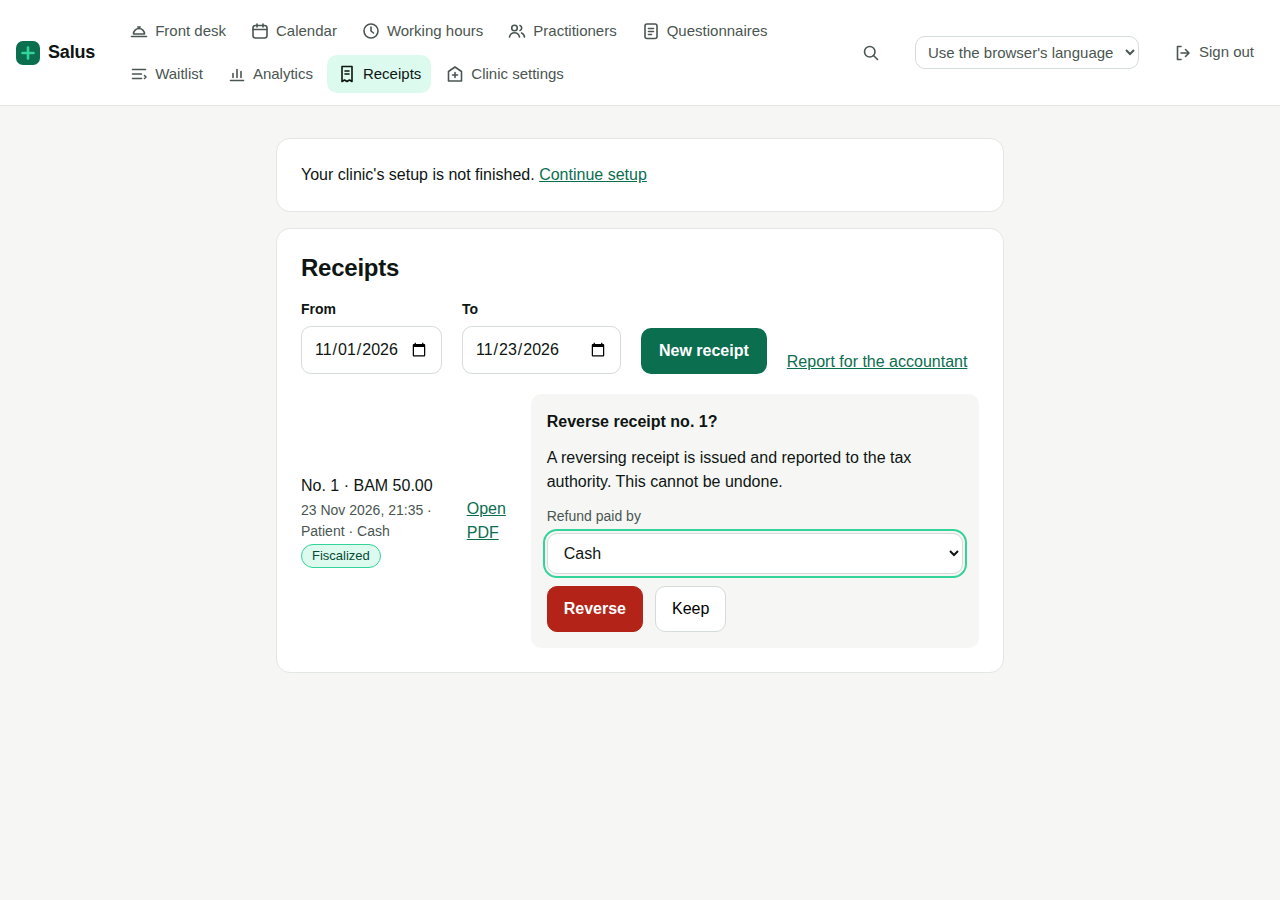 Salus
Front desk
Calendar
Working hours
Practitioners
Questionnaires
Waitlist
Analytics
Receipts
Clinic settings
Use the browser's language
Sign out
Your clinic's setup is not finished. Continue setup
Receipts
From
To
11/01/2026
11/23/2026
New receipt
Report for the accountant
No. 1 · BAM 50.00
23 Nov 2026, 21:35 ·
Patient · Cash
Fiscalized
Open
PDF
Reverse receipt no. 1?
A reversing receipt is issued and reported to the tax
authority. This cannot be undone.
Refund paid by
Cash
Reverse
Keep